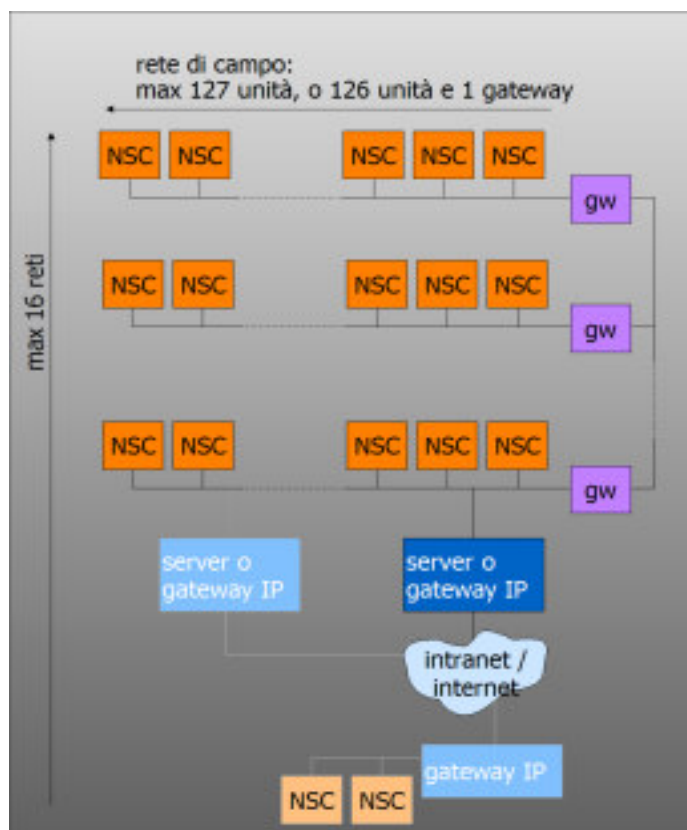 rete di campo:
max 127 unità, o 126 unità e 1 gateway
max 16 reti
NSC NSC NSC NSC NSC
gw
NSC NSC NSC NSC NSC
gw
NSC NSC NSC NSC NSC
gw
server o
gateway IP
server o
gateway IP
intranet /
internet
gateway IP
NSC NSC